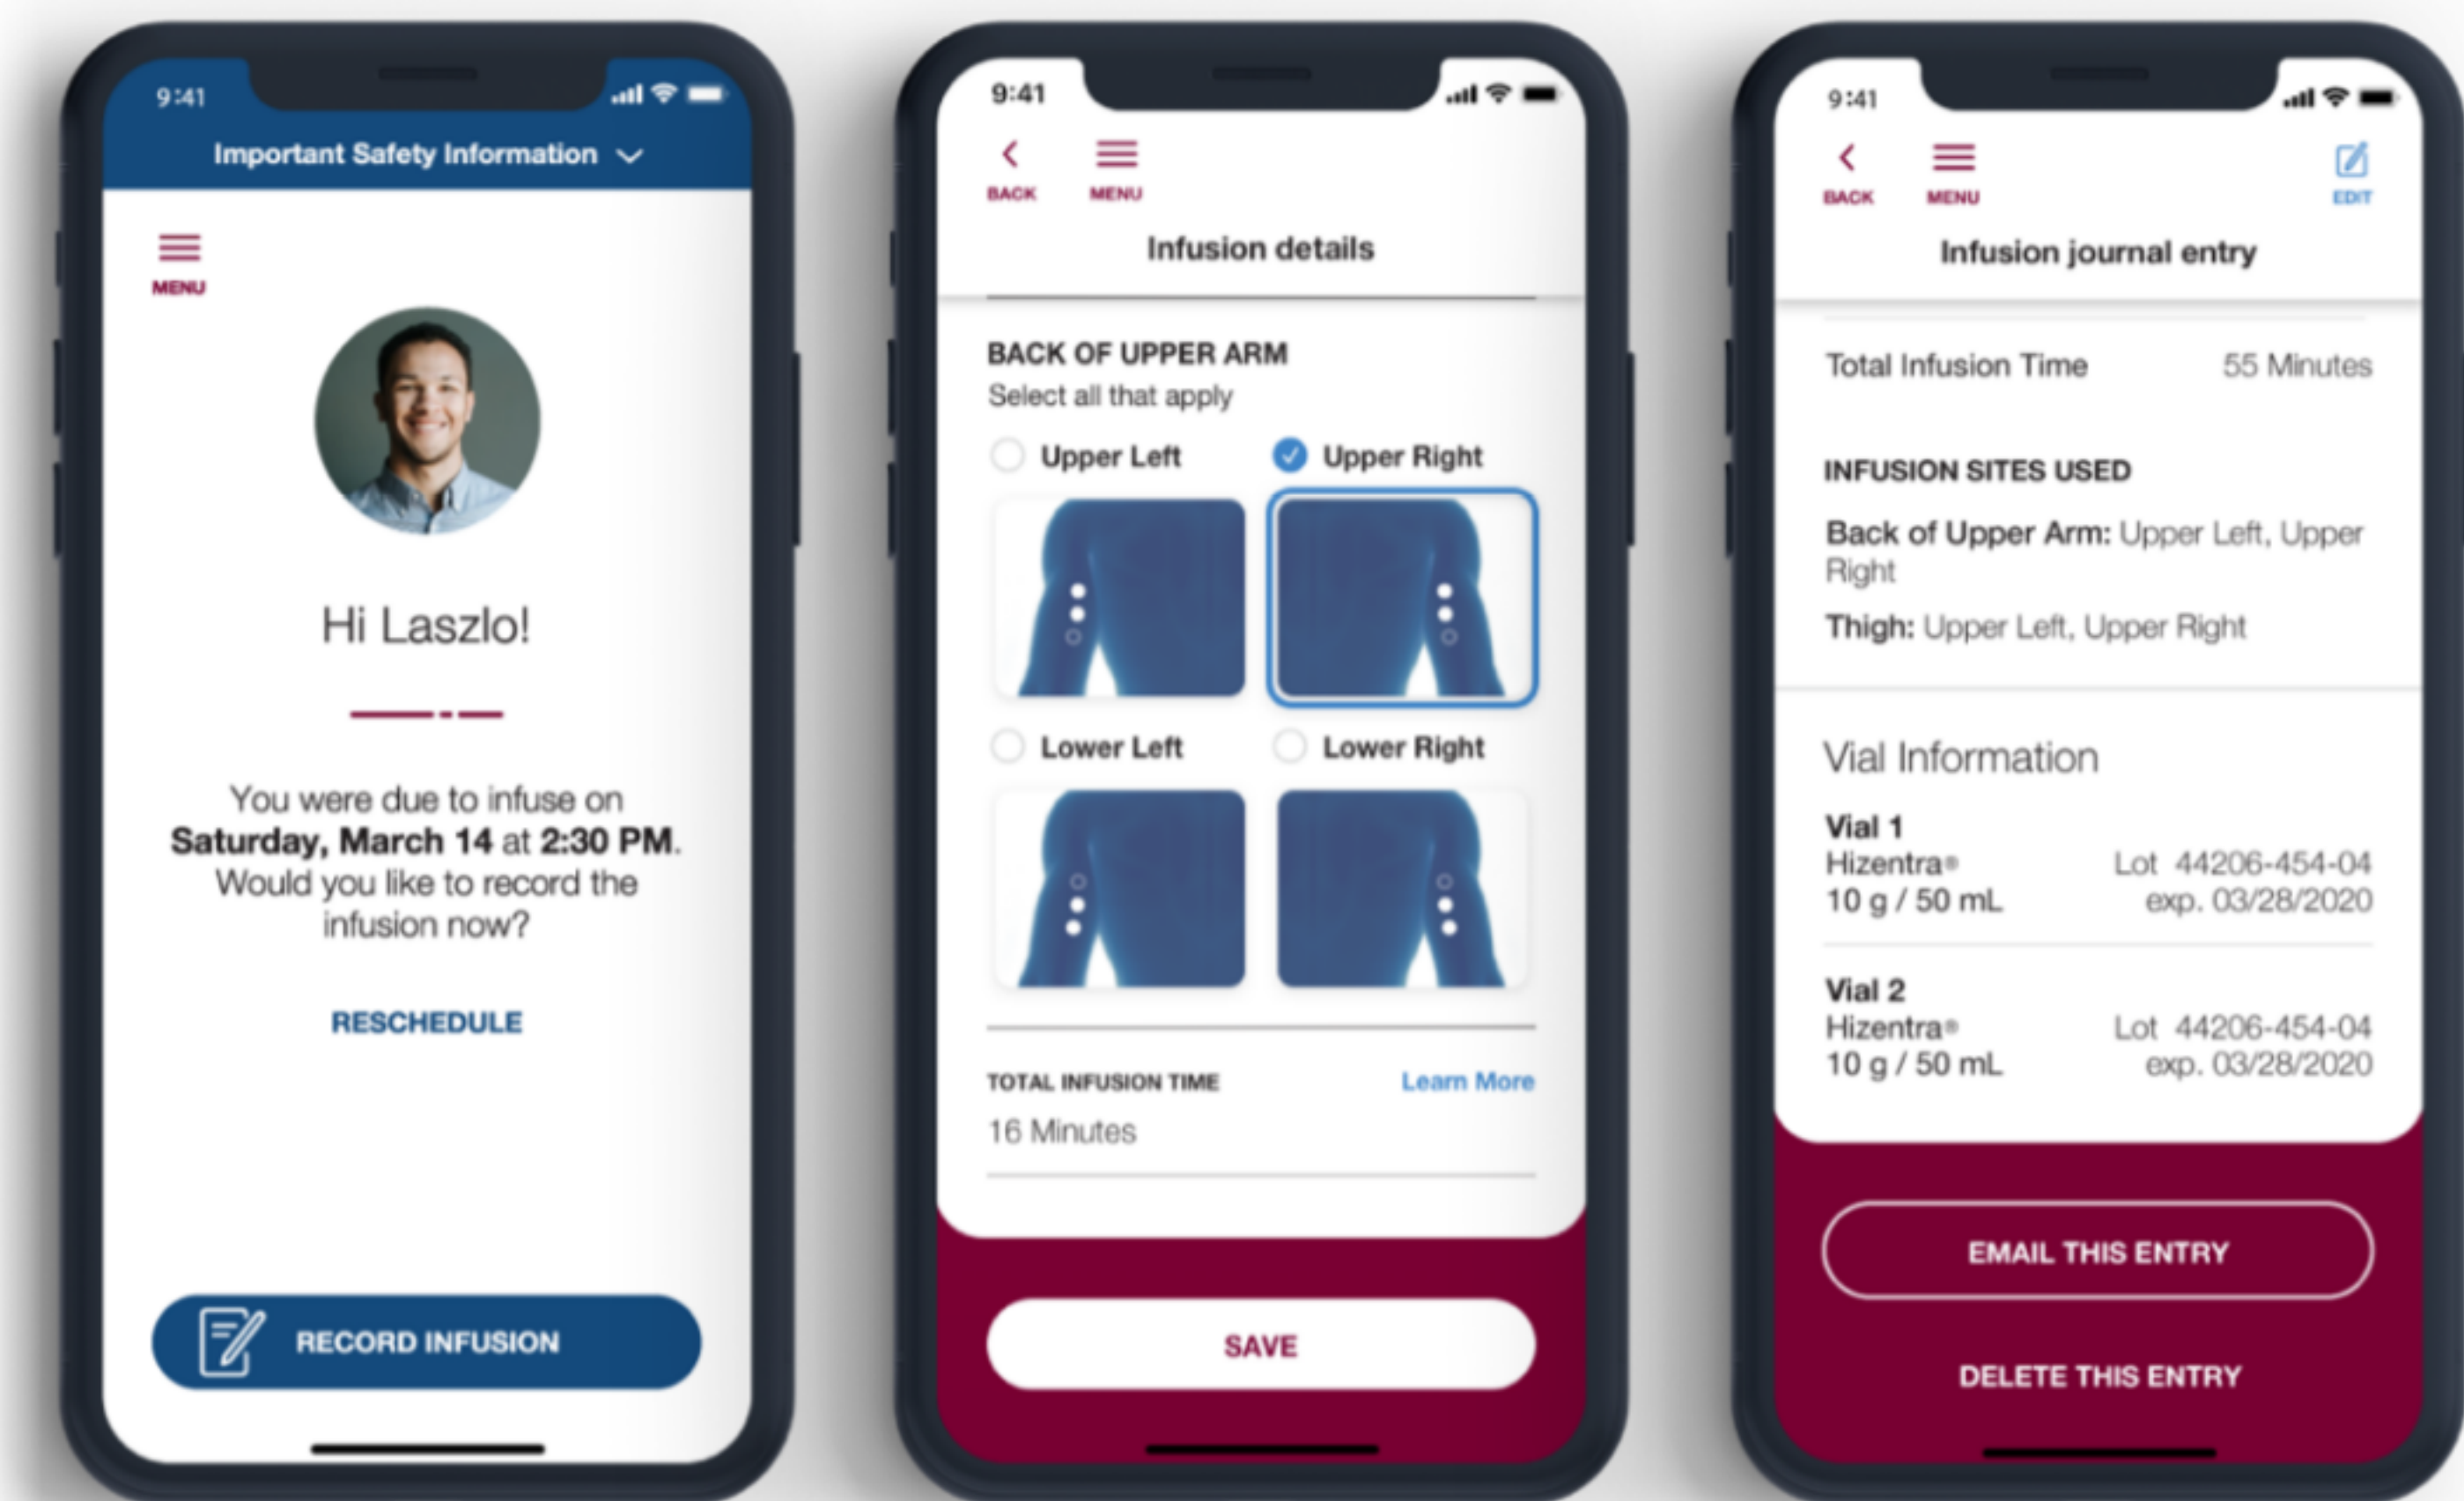 9:41
Important Safety Information
MENU
Hi Laszlo!
You were due to infuse on
Saturday, March 14 at 2:30 PM.
Would you like to record the
infusion now?
RESCHEDULE
RECORD INFUSION
9:41
BACK MENU
Infusion details
BACK OF UPPER ARM
Select all that apply
Upper Left Upper Right
Lower Left Lower Right
TOTAL INFUSION TIME Learn More
16 Minutes
SAVE
9:41
BACK MENU EDIT
Infusion journal entry
Total Infusion Time 55 Minutes
INFUSION SITES USED
Back of Upper Arm: Upper Left, Upper
Right
Thigh: Upper Left, Upper Right
Vial Information
Vial 1
Hizentra® Lot 44206-454-04
10 g / 50 mL exp. 03/28/2020
Vial 2
Hizentra® Lot 44206-454-04
10 g / 50 mL exp. 03/28/2020
EMAIL THIS ENTRY
DELETE THIS ENTRY